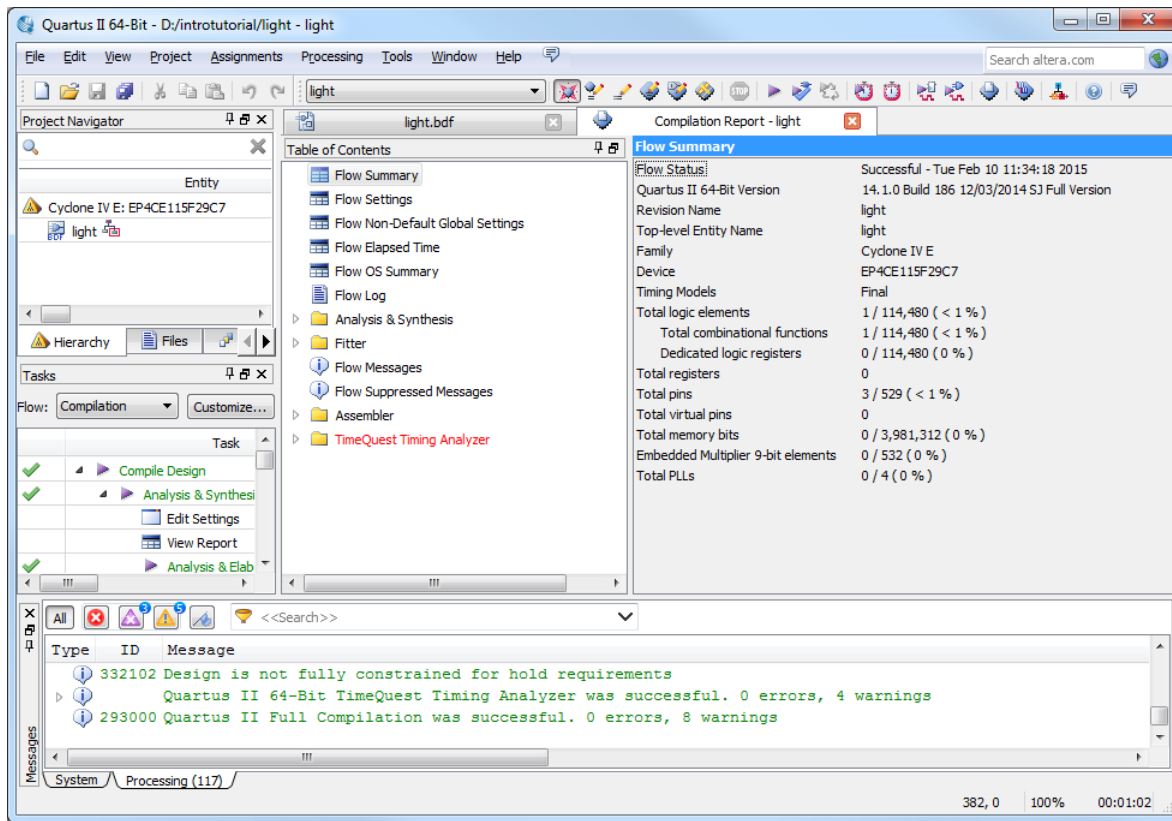 Quartus II 64-Bit - D:/introtutorial/light - light
File Edit View Project Assignments Processing Tools Window Help
Search altera.com
light
Project Navigator
Entity
Cyclone IV E: EP4CE115F29C7
BDF light
Hierarchy Files
Tasks
Flow: Compilation Customize...
Task
Compile Design
Analysis & Synthesi
Edit Settings
View Report
Analysis & Elab
light.bdf
Compilation Report - light
Table of Contents
Flow Summary
Flow Settings
Flow Non-Default Global Settings
Flow Elapsed Time
Flow OS Summary
Flow Log
Analysis & Synthesis
Fitter
Flow Messages
Flow Suppressed Messages
Assembler
TimeQuest Timing Analyzer
Flow Summary
Flow Status Successful - Tue Feb 10 11:34:18 2015
Quartus II 64-Bit Version 14.1.0 Build 186 12/03/2014 SJ Full Version
Revision Name light
Top-level Entity Name light
Family Cyclone IV E
Device EP4CE115F29C7
Timing Models Final
Total logic elements 1 / 114,480 ( < 1 % )
Total combinational functions 1 / 114,480 ( < 1 % )
Dedicated logic registers 0 / 114,480 ( 0 % )
Total registers 0
Total pins 3 / 529 ( < 1 % )
Total virtual pins 0
Total memory bits 0 / 3,981,312 ( 0 % )
Embedded Multiplier 9-bit elements 0 / 532 ( 0 % )
Total PLLs 0 / 4 ( 0 % )
All 3 5 <<Search>>
Type ID Message
332102 Design is not fully constrained for hold requirements
Quartus II 64-Bit TimeQuest Timing Analyzer was successful. 0 errors, 4 warnings
293000 Quartus II Full Compilation was successful. 0 errors, 8 warnings
Messages
System Processing (117)
382, 0 100% 00:01:02